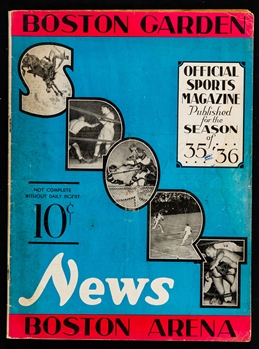 BOSTON GARDEN
SPORT
OFFICIAL
SPORTS
MAGAZINE
Published
for the
SEASON
of
35 - 36
NOT COMPLETE
WITHOUT DAILY INSERT
10¢
News
BOSTON ARENA